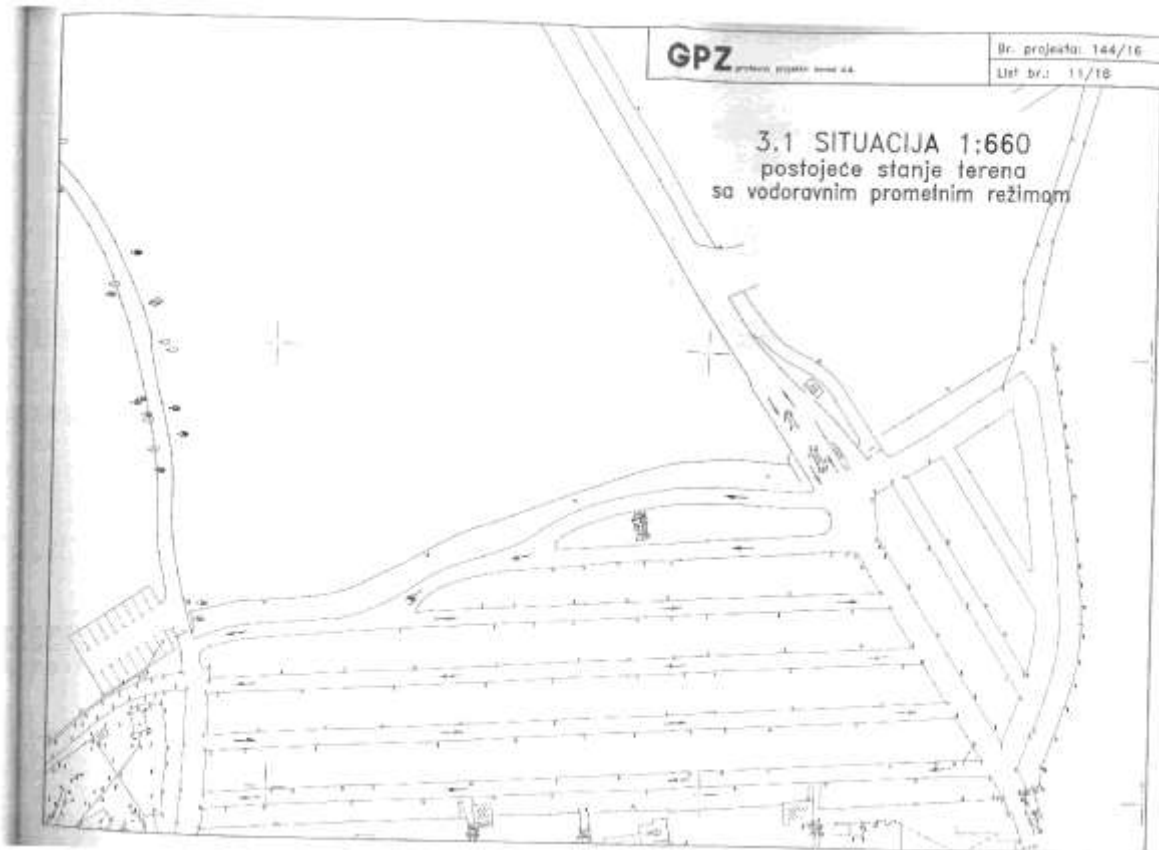 GPZ
Br. projekta: 144/16
List br.: 11/16
3.1 SITUACIJA 1:660
postojeće stanje terena
sa vodoravnim prometnim režimom